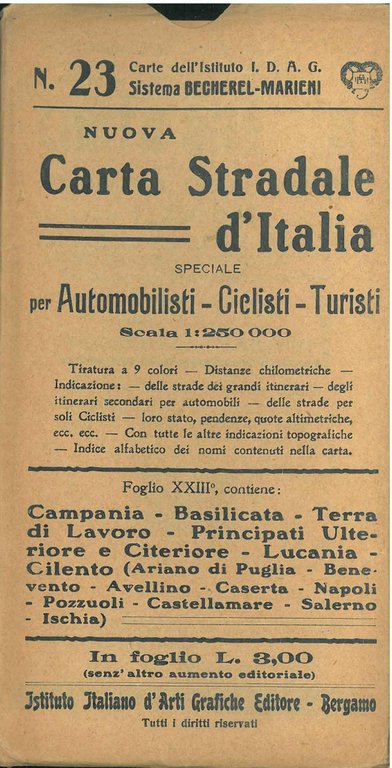 N. 23 Carte dell'Istituto I. D. A. G.
Sistema BECHEREL-MARIENI
NUOVA
Carta Stradale
d'Italia
SPECIALE
per Automobilisti - Ciclisti - Turisti
Scala 1:250 000
Tiratura a 9 colori — Distanze chilometriche —
Indicazione: — delle strade dei grandi itinerari — degli
itinerari secondari per automobili — delle strade per
soli Ciclisti — loro stato, pendenze, quote altimetriche,
ecc. ecc. — Con tutte le altre indicazioni topografiche
— Indice alfabetico dei nomi contenuti nella carta.
Foglio XXIII°, contiene:
Campania - Basilicata - Terra
di Lavoro - Principati Ulte-
riore e Citeriore - Lucania -
Cilento (Ariano di Puglia - Bene-
vento - Avellino - Caserta - Napoli
- Pozzuoli - Castellamare - Salerno
- Ischia)
In foglio L. 3,00
(senz'altro aumento editoriale)
Istituto Italiano d'Arti Grafiche Editore - Bergamo
Tutti i diritti riservati